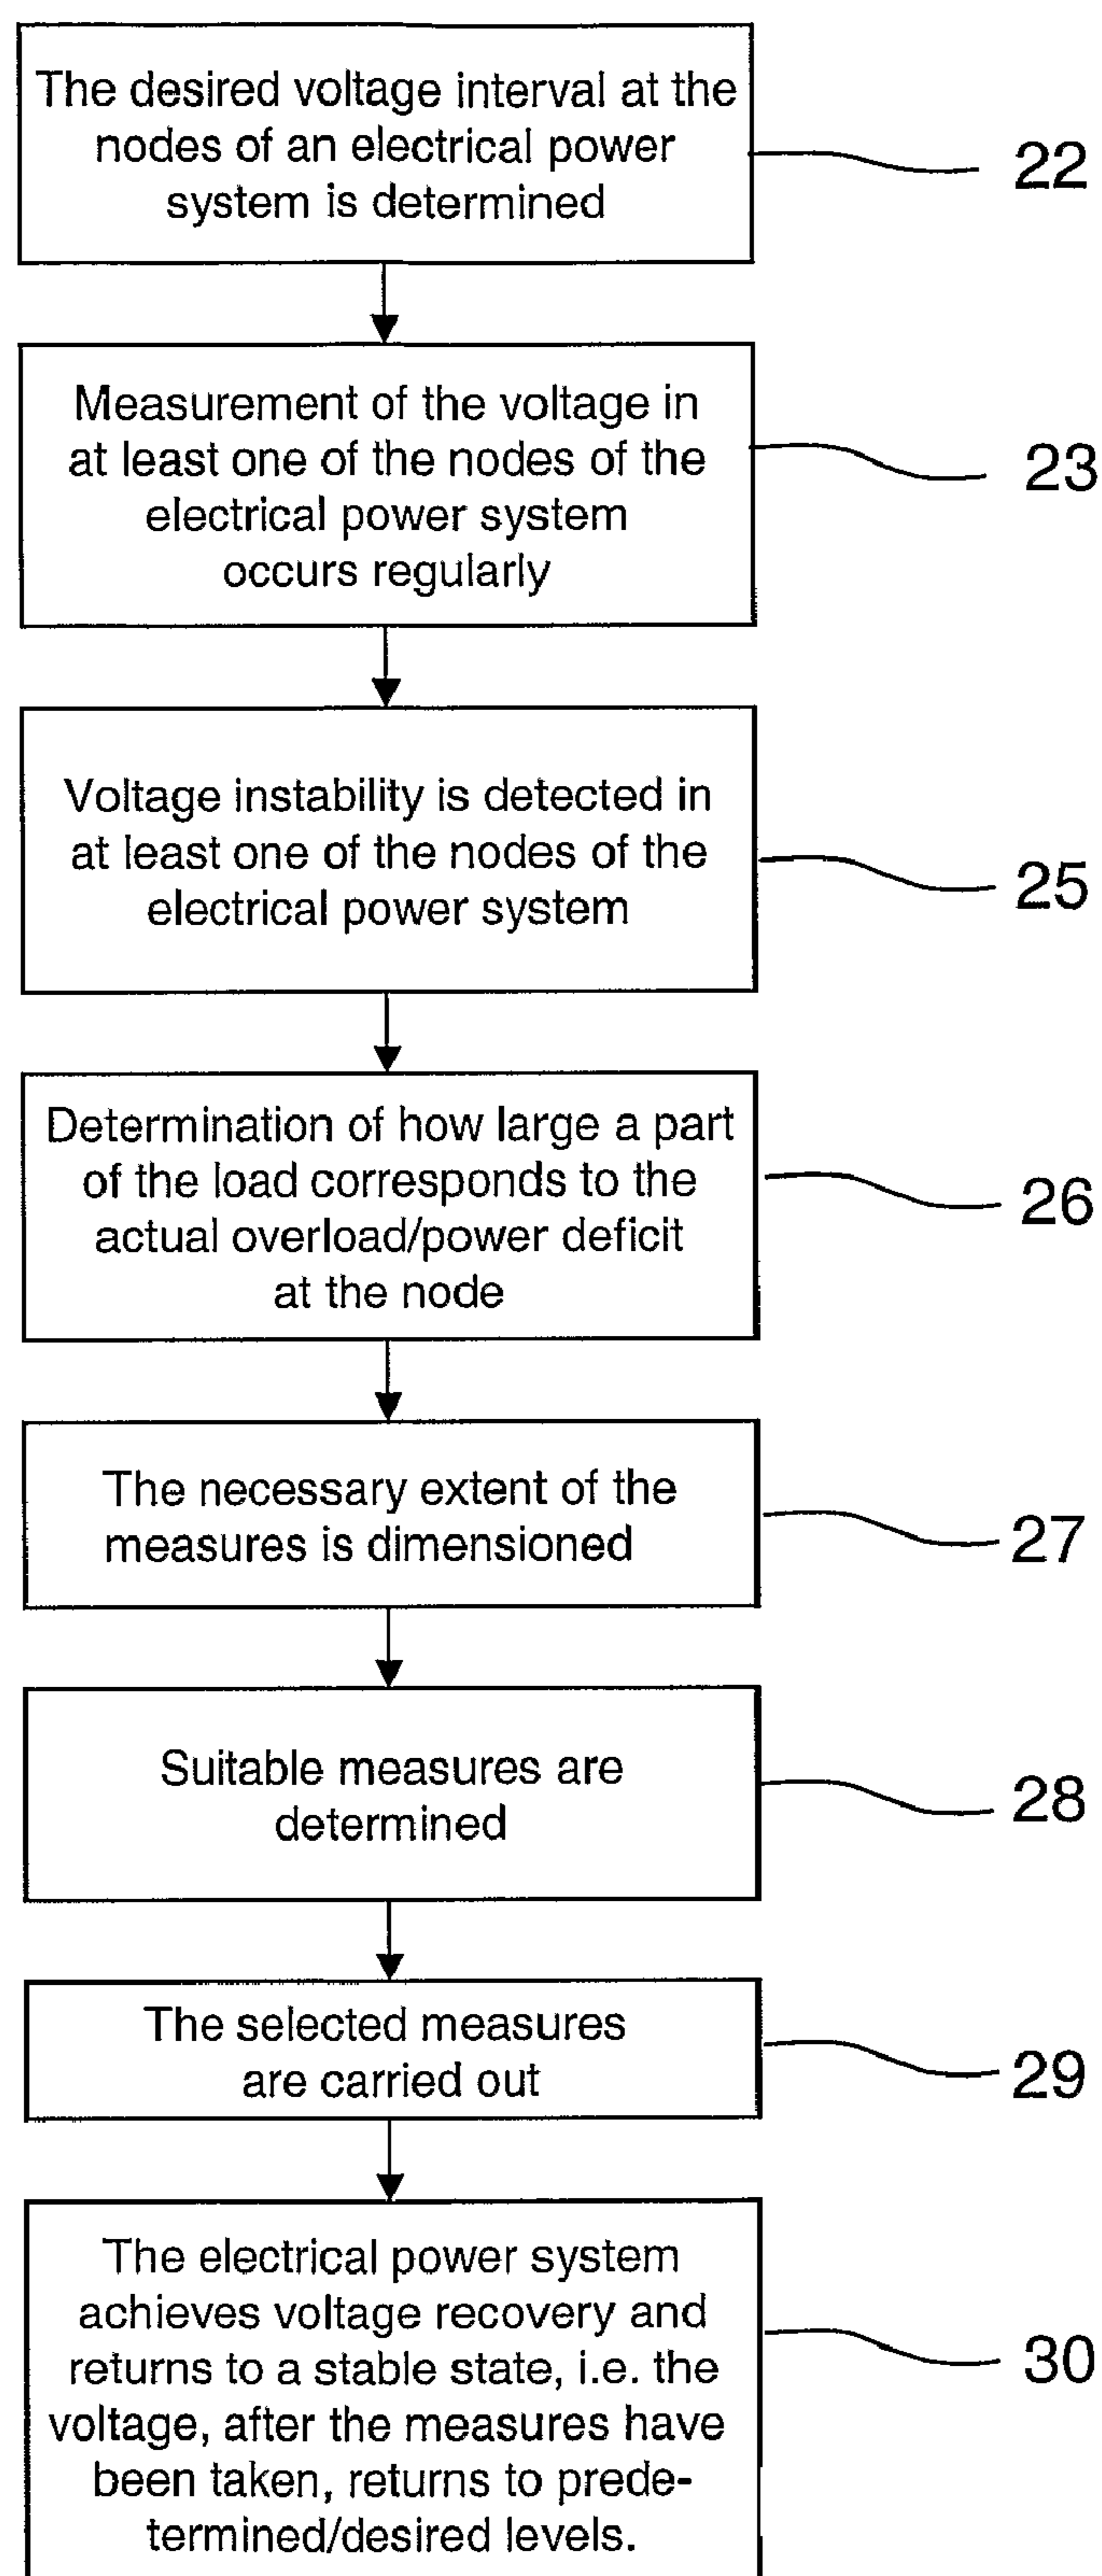 The desired voltage interval at the
nodes of an electrical power
system is determined
22
Measurement of the voltage in
at least one of the nodes of the
electrical power system
occurs regularly
23
Voltage instability is detected in
at least one of the nodes of the
electrical power system
25
Determination of how large a part
of the load corresponds to the
actual overload/power deficit
at the node
26
The necessary extent of the
measures is dimensioned
27
Suitable measures are
determined
28
The selected measures
are carried out
29
The electrical power system
achieves voltage recovery and
returns to a stable state, i.e. the
voltage, after the measures have
been taken, returns to prede-
termined/desired levels.
30